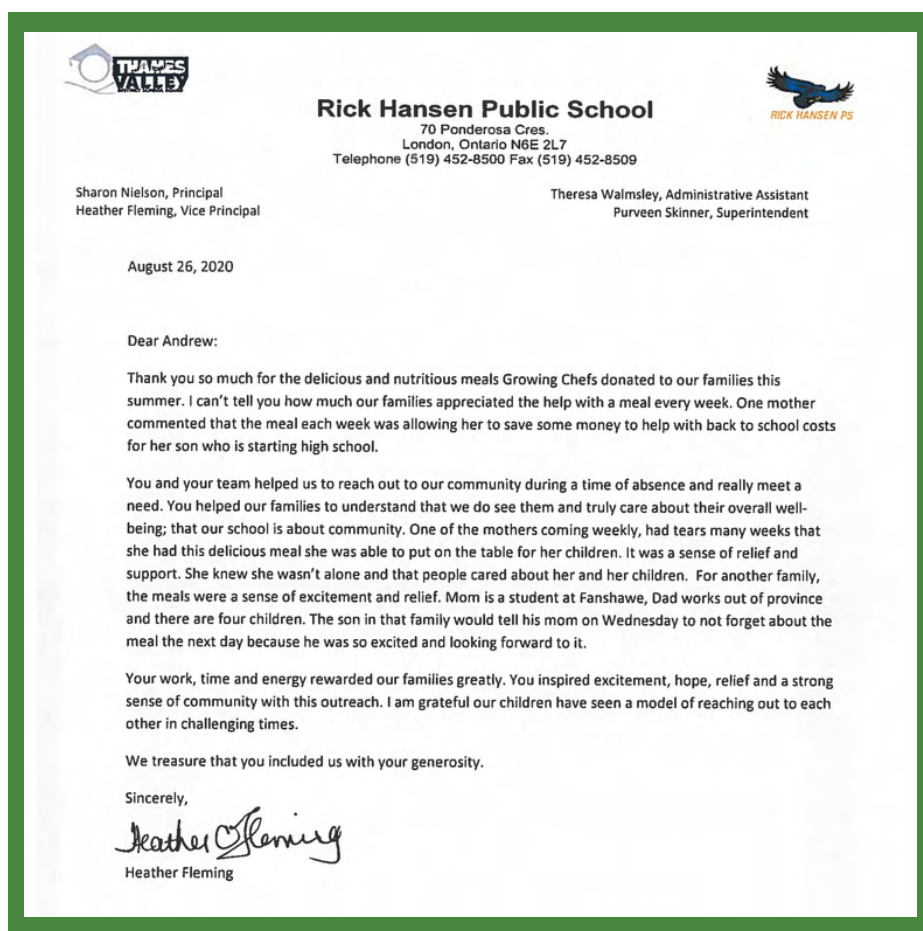 THAMES
VALLEY
RICK HANSEN PS
Rick Hansen Public School
70 Ponderosa Cres.
London, Ontario N6E 2L7
Telephone (519) 452-8500 Fax (519) 452-8509
Sharon Nielson, Principal
Heather Fleming, Vice Principal
Theresa Walmsley, Administrative Assistant
Purveen Skinner, Superintendent
August 26, 2020
Dear Andrew:
Thank you so much for the delicious and nutritious meals Growing Chefs donated to our families this
summer. I can't tell you how much our families appreciated the help with a meal every week. One mother
commented that the meal each week was allowing her to save some money to help with back to school costs
for her son who is starting high school.
You and your team helped us to reach out to our community during a time of absence and really meet a
need. You helped our families to understand that we do see them and truly care about their overall well-
being; that our school is about community. One of the mothers coming weekly, had tears many weeks that
she had this delicious meal she was able to put on the table for her children. It was a sense of relief and
support. She knew she wasn't alone and that people cared about her and her children.  For another family,
the meals were a sense of excitement and relief. Mom is a student at Fanshawe, Dad works out of province
and there are four children. The son in that family would tell his mom on Wednesday to not forget about the
meal the next day because he was so excited and looking forward to it.
Your work, time and energy rewarded our families greatly. You inspired excitement, hope, relief and a strong
sense of community with this outreach. I am grateful our children have seen a model of reaching out to each
other in challenging times.
We treasure that you included us with your generosity.
Sincerely,
Heather Fleming
Heather Fleming